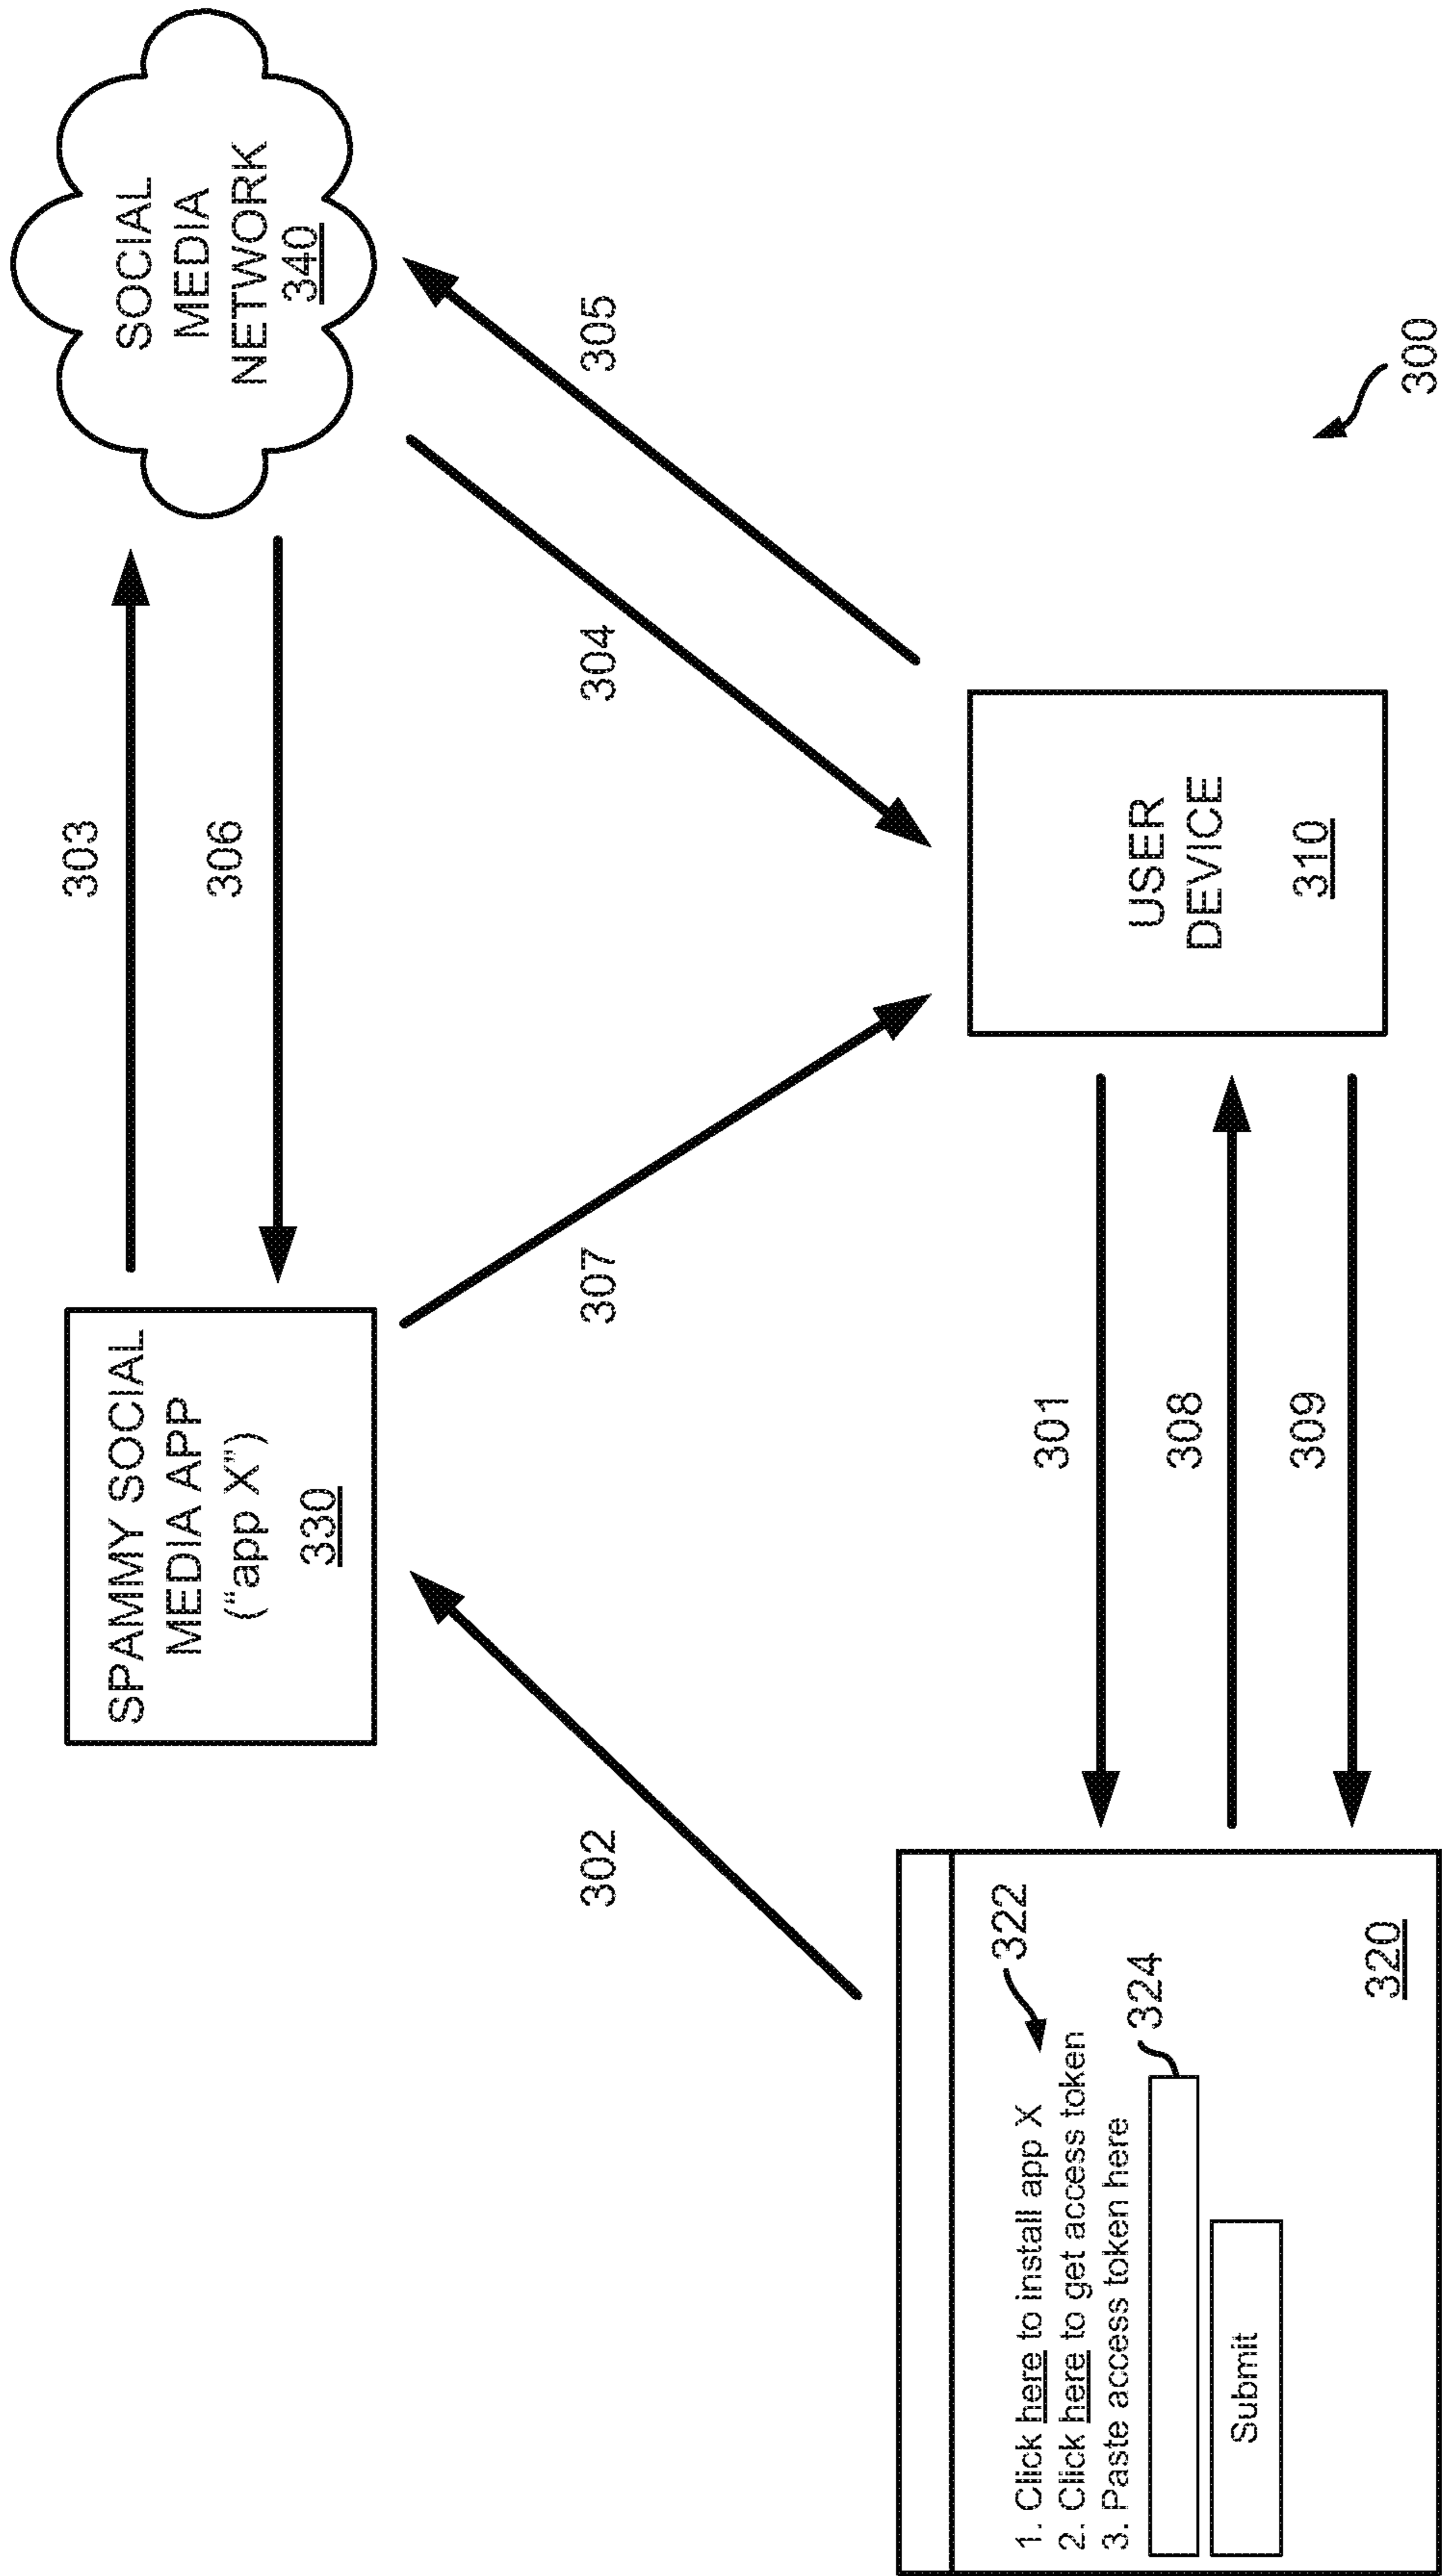 SPAMMY SOCIAL
MEDIA APP
(“app X”)
330
303
306
SOCIAL
MEDIA
NETWORK
340
302
307
304
305
1. Click here to install app X
2. Click here to get access token
3. Paste access token here
322
324
Submit
320
301
308
309
USER
DEVICE
310
300